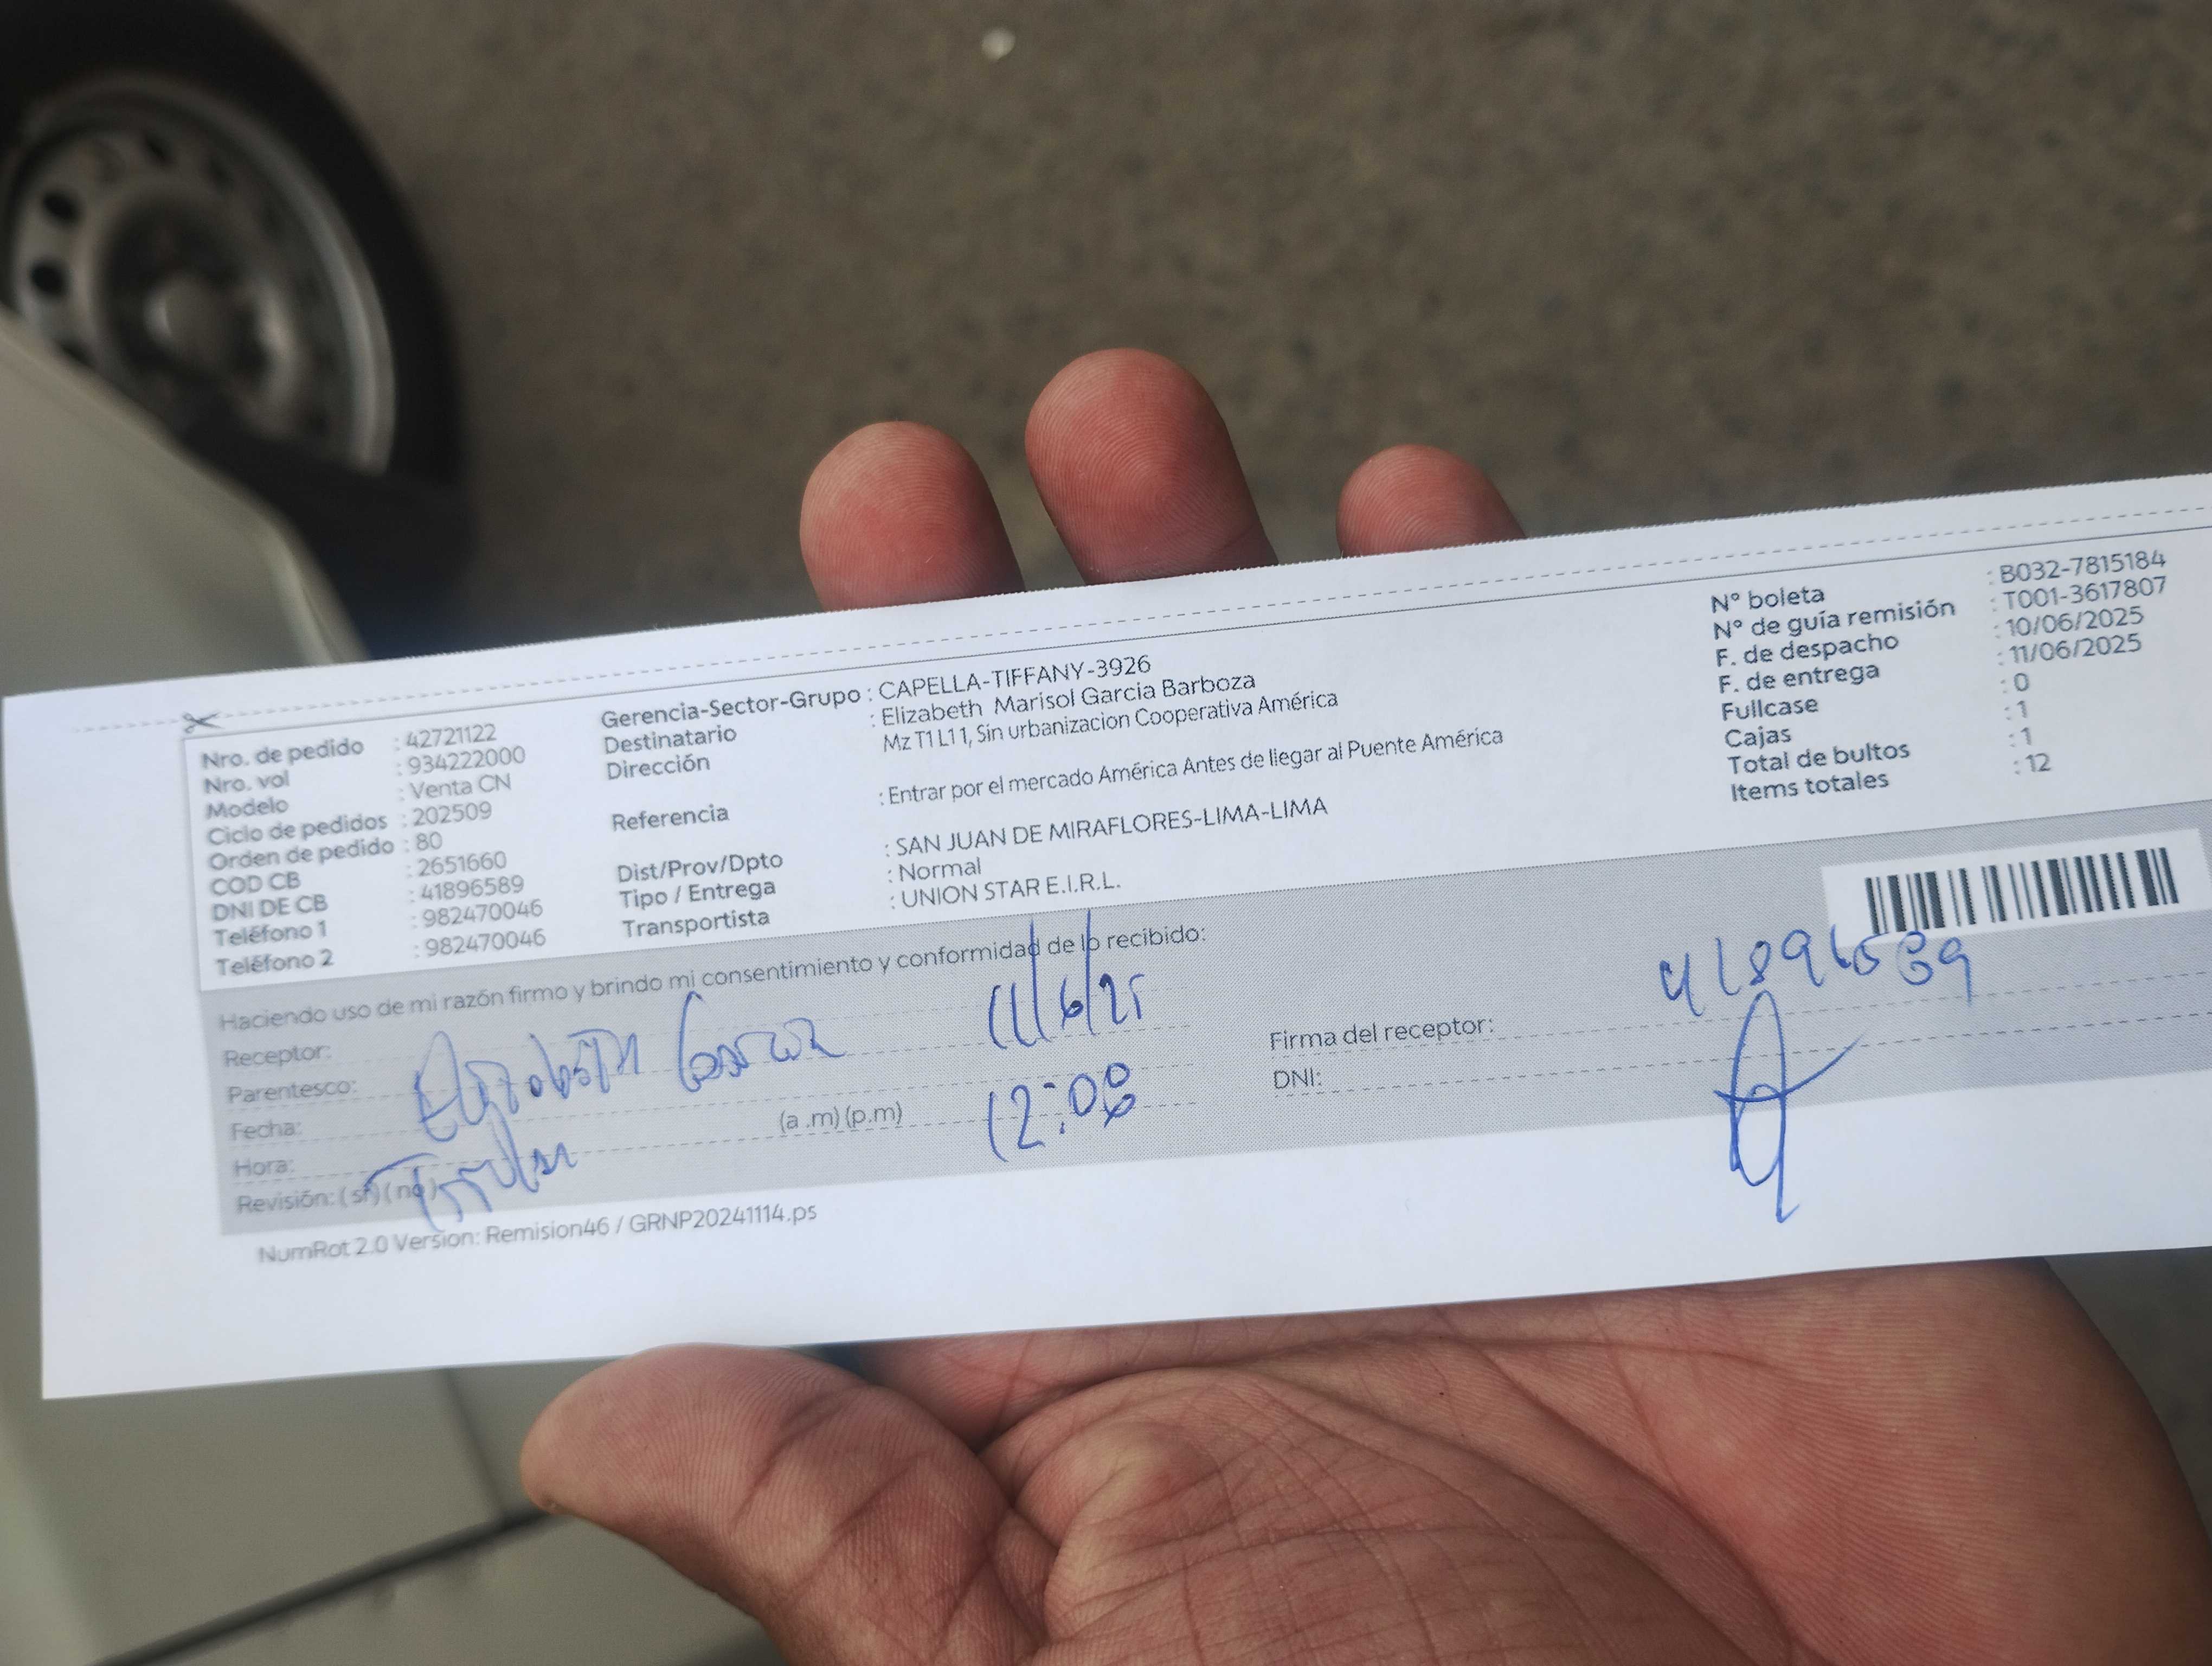 Nro. de pedido : 42721122
Nro. vol : 934222000
Modelo : Venta CN
Ciclo de pedidos : 202509
Orden de pedido : 80
COD CB : 2651660
DNI DE CB : 41896589
Teléfono 1 : 982470046
Teléfono 2 : 982470046
Gerencia-Sector-Grupo : CAPELLA-TIFFANY-3926
Destinatario : Elizabeth Marisol Garcia Barboza
Dirección Mz T1 L11, Sin urbanizacion Cooperativa América
Referencia : Entrar por el mercado América Antes de llegar al Puente América
Dist/Prov/Dpto : SAN JUAN DE MIRAFLORES-LIMA-LIMA
Tipo / Entrega : Normal
Transportista : UNION STAR E.I.R.L.
N° boleta : B032-7815184
N° de guía remisión : T001-3617807
F. de despacho : 10/06/2025
F. de entrega : 11/06/2025
Fullcase : 0
Cajas : 1
Total de bultos : 1
Items totales : 12
Haciendo uso de mi razón firmo y brindo mi consentimiento y conformidad de lo recibido:
Receptor: Elizabeth Garcia
Parentesco: Titular
Fecha: 11/6/25
Hora: (a .m) (p.m) 12:08
Revisión: (si) (no)
Firma del receptor:
DNI: 41896589
NumRot 2.0 Version: Remision46 / GRNP20241114.ps